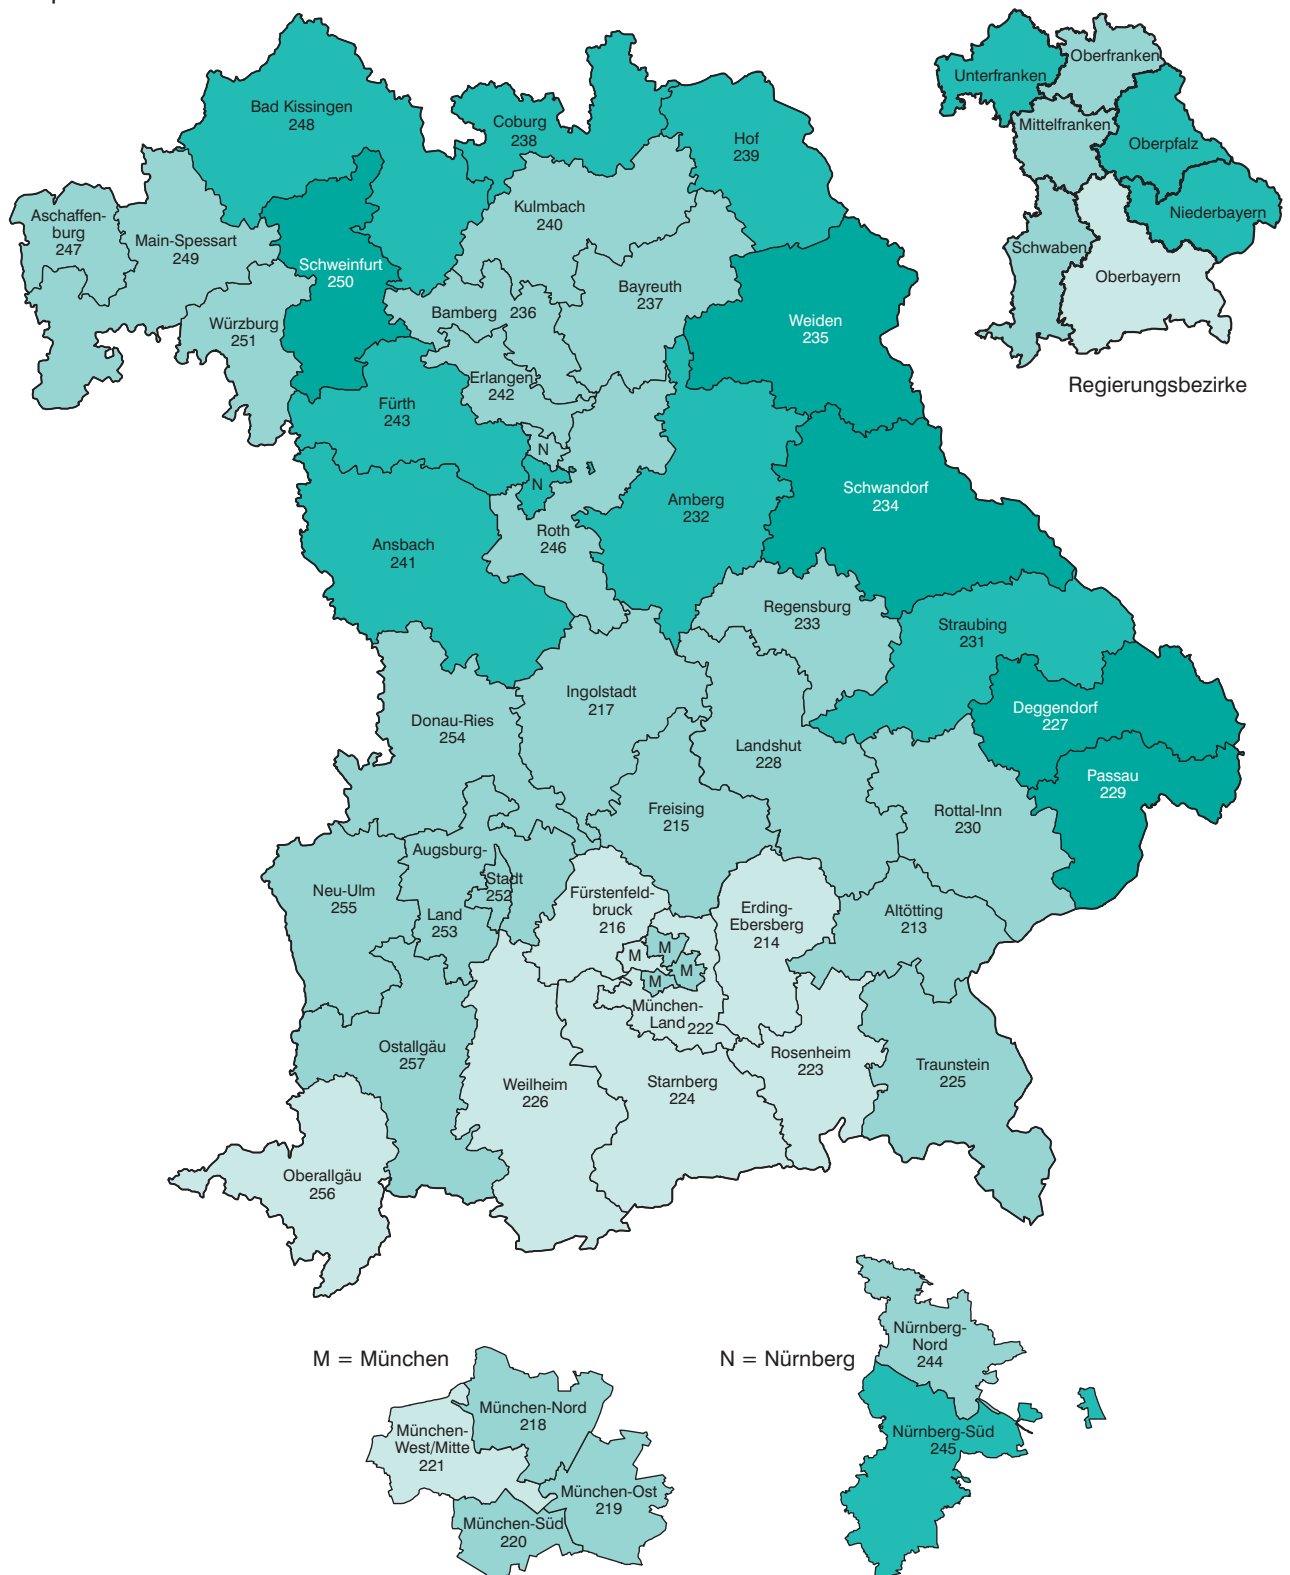 Bad Kissingen
248
Coburg
238
Hof
239
Kulmbach
240
Aschaffen-
burg
247
Main-Spessart
249
Schweinfurt
250
Bayreuth
237
Bamberg 236
Würzburg
251
Weiden
235
Erlangen
242
Fürth
243
N
N
Schwandorf
234
Amberg
232
Roth
246
Ansbach
241
Regensburg
233
Straubing
231
Ingolstadt
217
Deggendorf
227
Donau-Ries
254
Landshut
228
Passau
229
Freising
215
Rottal-Inn
230
Augsburg-
Stadt
252
Land
253
Neu-Ulm
255
Fürstenfeld-
bruck
216
Erding-
Ebersberg
214
Altötting
213
M
M
M
M
München-
Land 222
Ostallgäu
257
Rosenheim
223
Traunstein
225
Weilheim
226
Starnberg
224
Oberallgäu
256
Oberfranken
Unterfranken
Mittelfranken
Oberpfalz
Niederbayern
Schwaben
Oberbayern
Regierungsbezirke
M = München
München-Nord
218
München-
West/Mitte
221
München-Ost
219
München-Süd
220
N = Nürnberg
Nürnberg-
Nord
244
Nürnberg-Süd
245